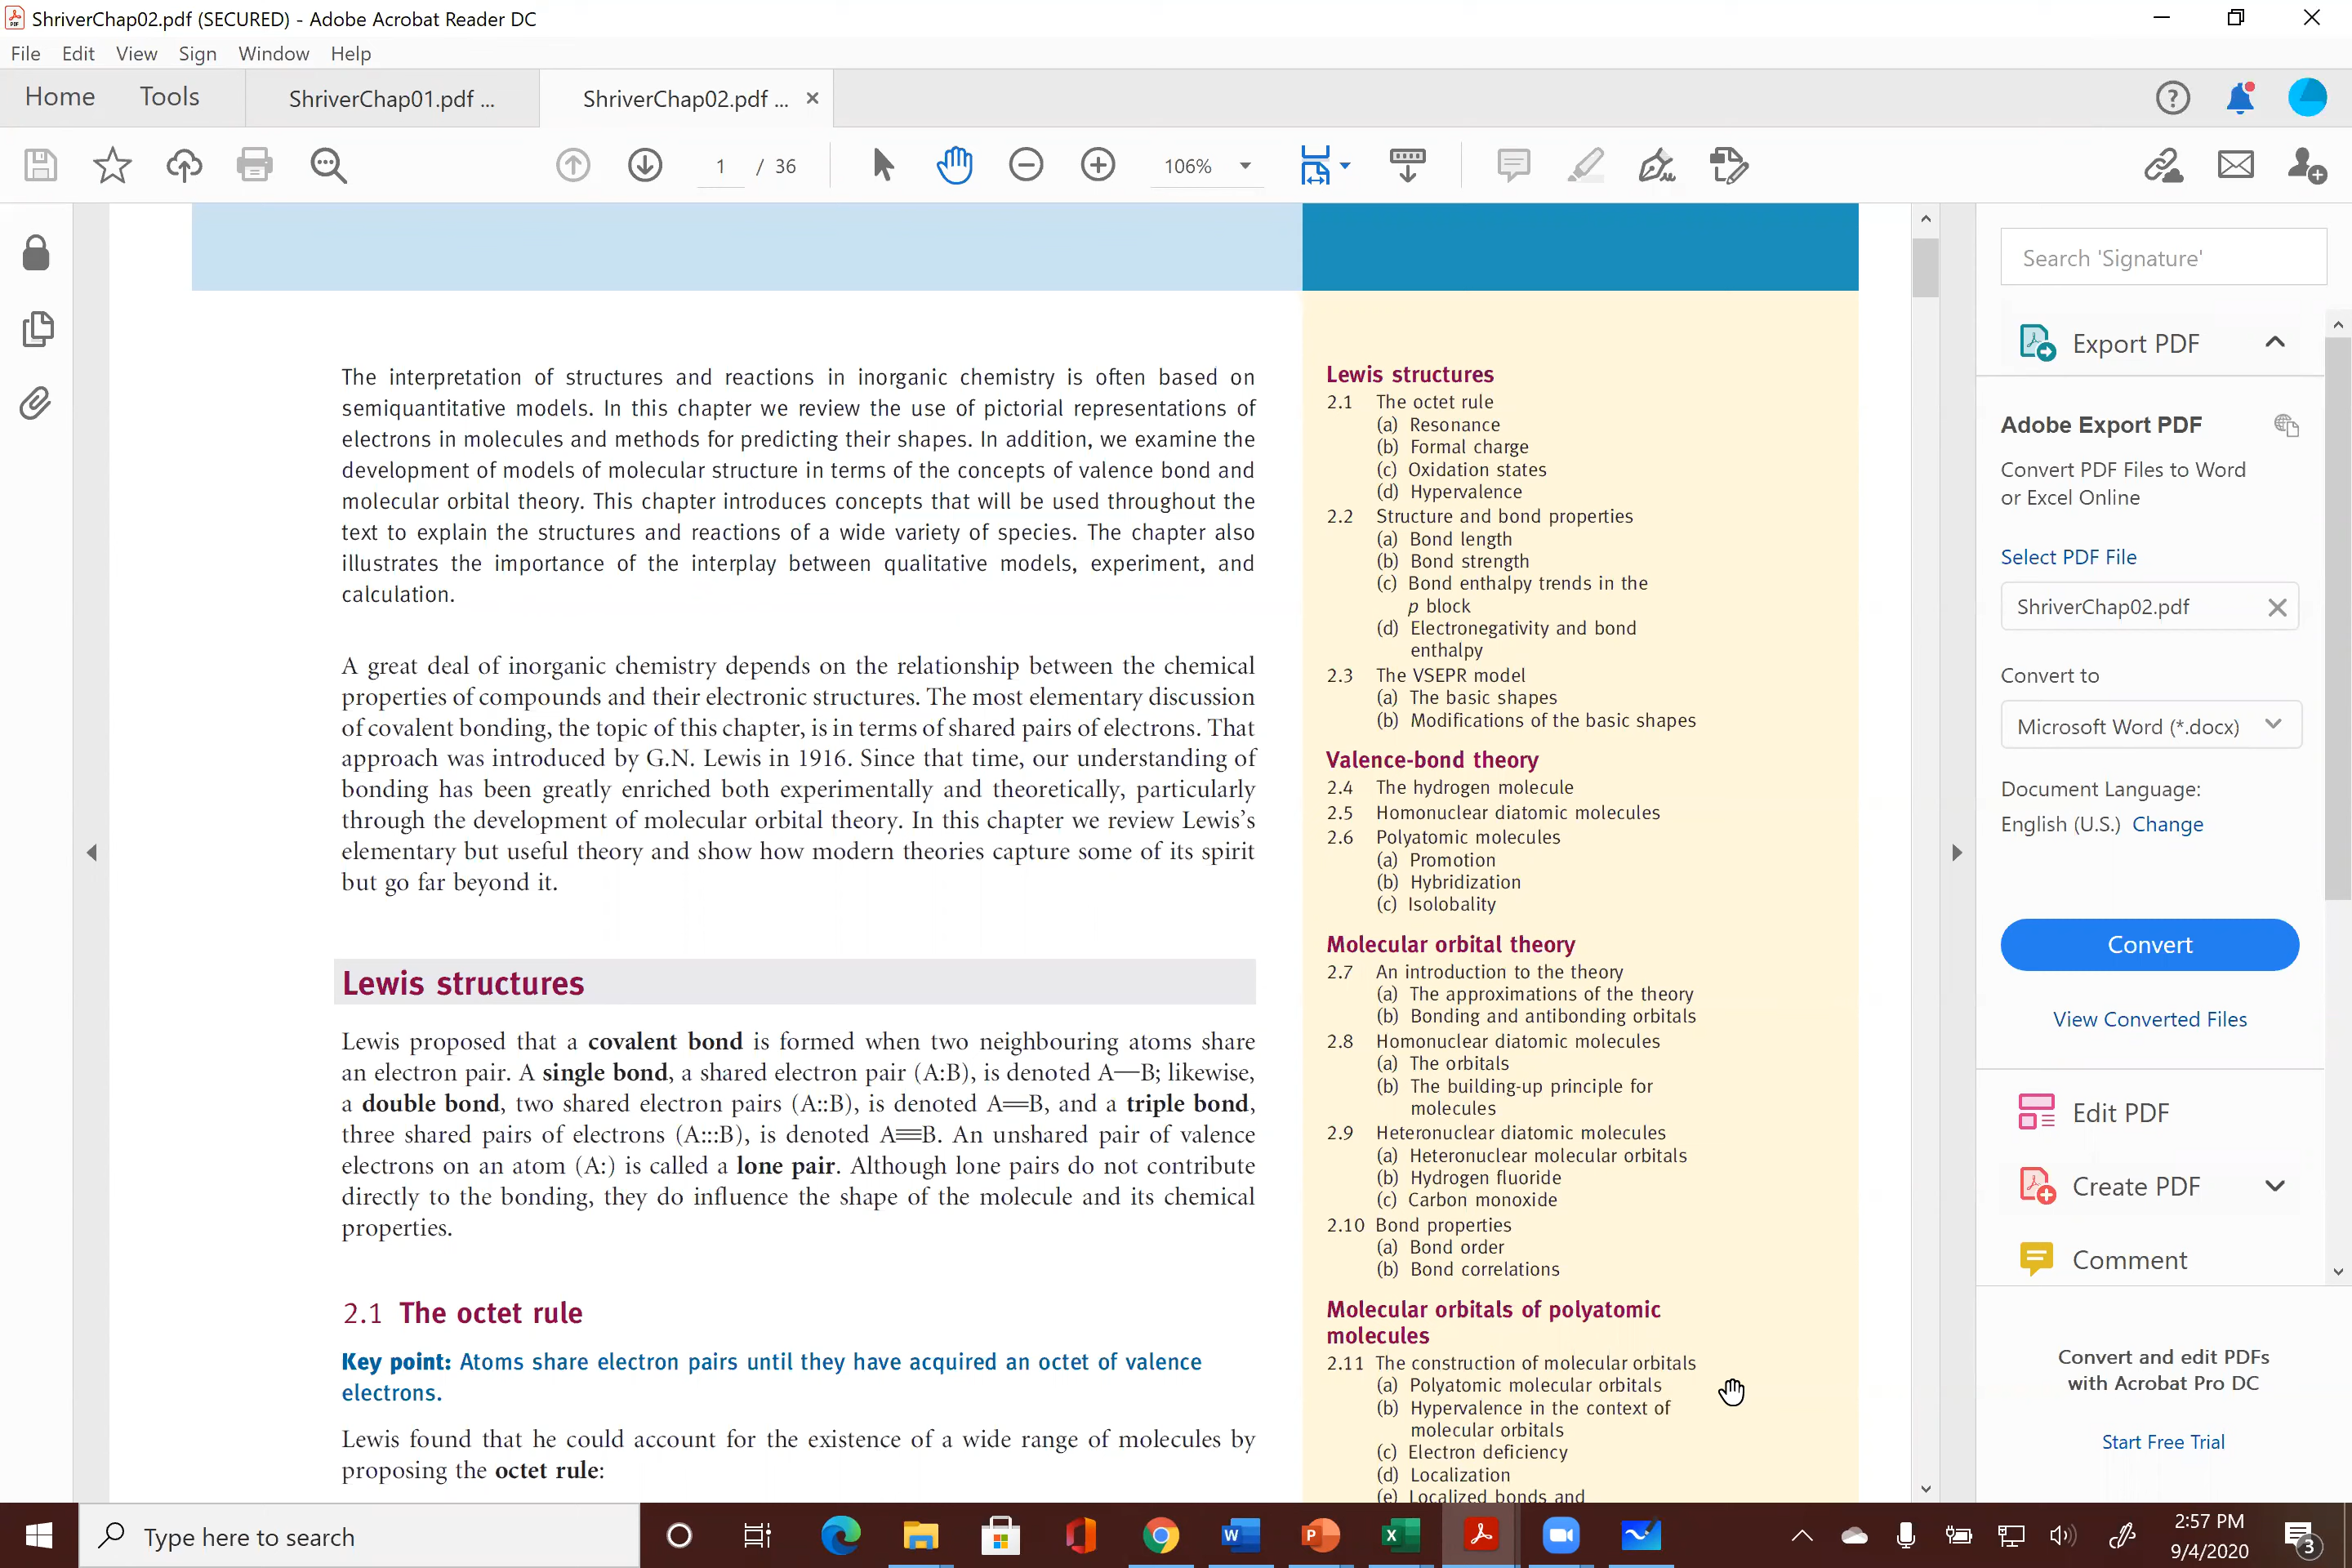 ShriverChap02.pdf (SECURED) - Adobe Acrobat Reader DC
File Edit View Sign Window Help
Home Tools ShriverChap01.pdf ... ShriverChap02.pdf ... ×
1 / 36 106%
The interpretation of structures and reactions in inorganic chemistry is often based on
semiquantitative models. In this chapter we review the use of pictorial representations of
electrons in molecules and methods for predicting their shapes. In addition, we examine the
development of models of molecular structure in terms of the concepts of valence bond and
molecular orbital theory. This chapter introduces concepts that will be used throughout the
text to explain the structures and reactions of a wide variety of species. The chapter also
illustrates the importance of the interplay between qualitative models, experiment, and
calculation.
A great deal of inorganic chemistry depends on the relationship between the chemical
properties of compounds and their electronic structures. The most elementary discussion
of covalent bonding, the topic of this chapter, is in terms of shared pairs of electrons. That
approach was introduced by G.N. Lewis in 1916. Since that time, our understanding of
bonding has been greatly enriched both experimentally and theoretically, particularly
through the development of molecular orbital theory. In this chapter we review Lewis's
elementary but useful theory and show how modern theories capture some of its spirit
but go far beyond it.
Lewis structures
Lewis proposed that a covalent bond is formed when two neighbouring atoms share
an electron pair. A single bond, a shared electron pair (A:B), is denoted A—B; likewise,
a double bond, two shared electron pairs (A::B), is denoted A=B, and a triple bond,
three shared pairs of electrons (A:::B), is denoted A≡B. An unshared pair of valence
electrons on an atom (A:) is called a lone pair. Although lone pairs do not contribute
directly to the bonding, they do influence the shape of the molecule and its chemical
properties.
2.1 The octet rule
Key point: Atoms share electron pairs until they have acquired an octet of valence
electrons.
Lewis found that he could account for the existence of a wide range of molecules by
proposing the octet rule:
Lewis structures
2.1 The octet rule
(a) Resonance
(b) Formal charge
(c) Oxidation states
(d) Hypervalence
2.2 Structure and bond properties
(a) Bond length
(b) Bond strength
(c) Bond enthalpy trends in the
p block
(d) Electronegativity and bond
enthalpy
2.3 The VSEPR model
(a) The basic shapes
(b) Modifications of the basic shapes
Valence-bond theory
2.4 The hydrogen molecule
2.5 Homonuclear diatomic molecules
2.6 Polyatomic molecules
(a) Promotion
(b) Hybridization
(c) Isolobality
Molecular orbital theory
2.7 An introduction to the theory
(a) The approximations of the theory
(b) Bonding and antibonding orbitals
2.8 Homonuclear diatomic molecules
(a) The orbitals
(b) The building-up principle for
molecules
2.9 Heteronuclear diatomic molecules
(a) Heteronuclear molecular orbitals
(b) Hydrogen fluoride
(c) Carbon monoxide
2.10 Bond properties
(a) Bond order
(b) Bond correlations
Molecular orbitals of polyatomic
molecules
2.11 The construction of molecular orbitals
(a) Polyatomic molecular orbitals
(b) Hypervalence in the context of
molecular orbitals
(c) Electron deficiency
(d) Localization
(e) Localized bonds and
Search 'Signature'
Export PDF
Adobe Export PDF
Convert PDF Files to Word
or Excel Online
Select PDF File
ShriverChap02.pdf
Convert to
Microsoft Word (*.docx)
Document Language:
English (U.S.) Change
Convert
View Converted Files
Edit PDF
Create PDF
Comment
Convert and edit PDFs
with Acrobat Pro DC
Start Free Trial
Type here to search
2:57 PM
9/4/2020
3